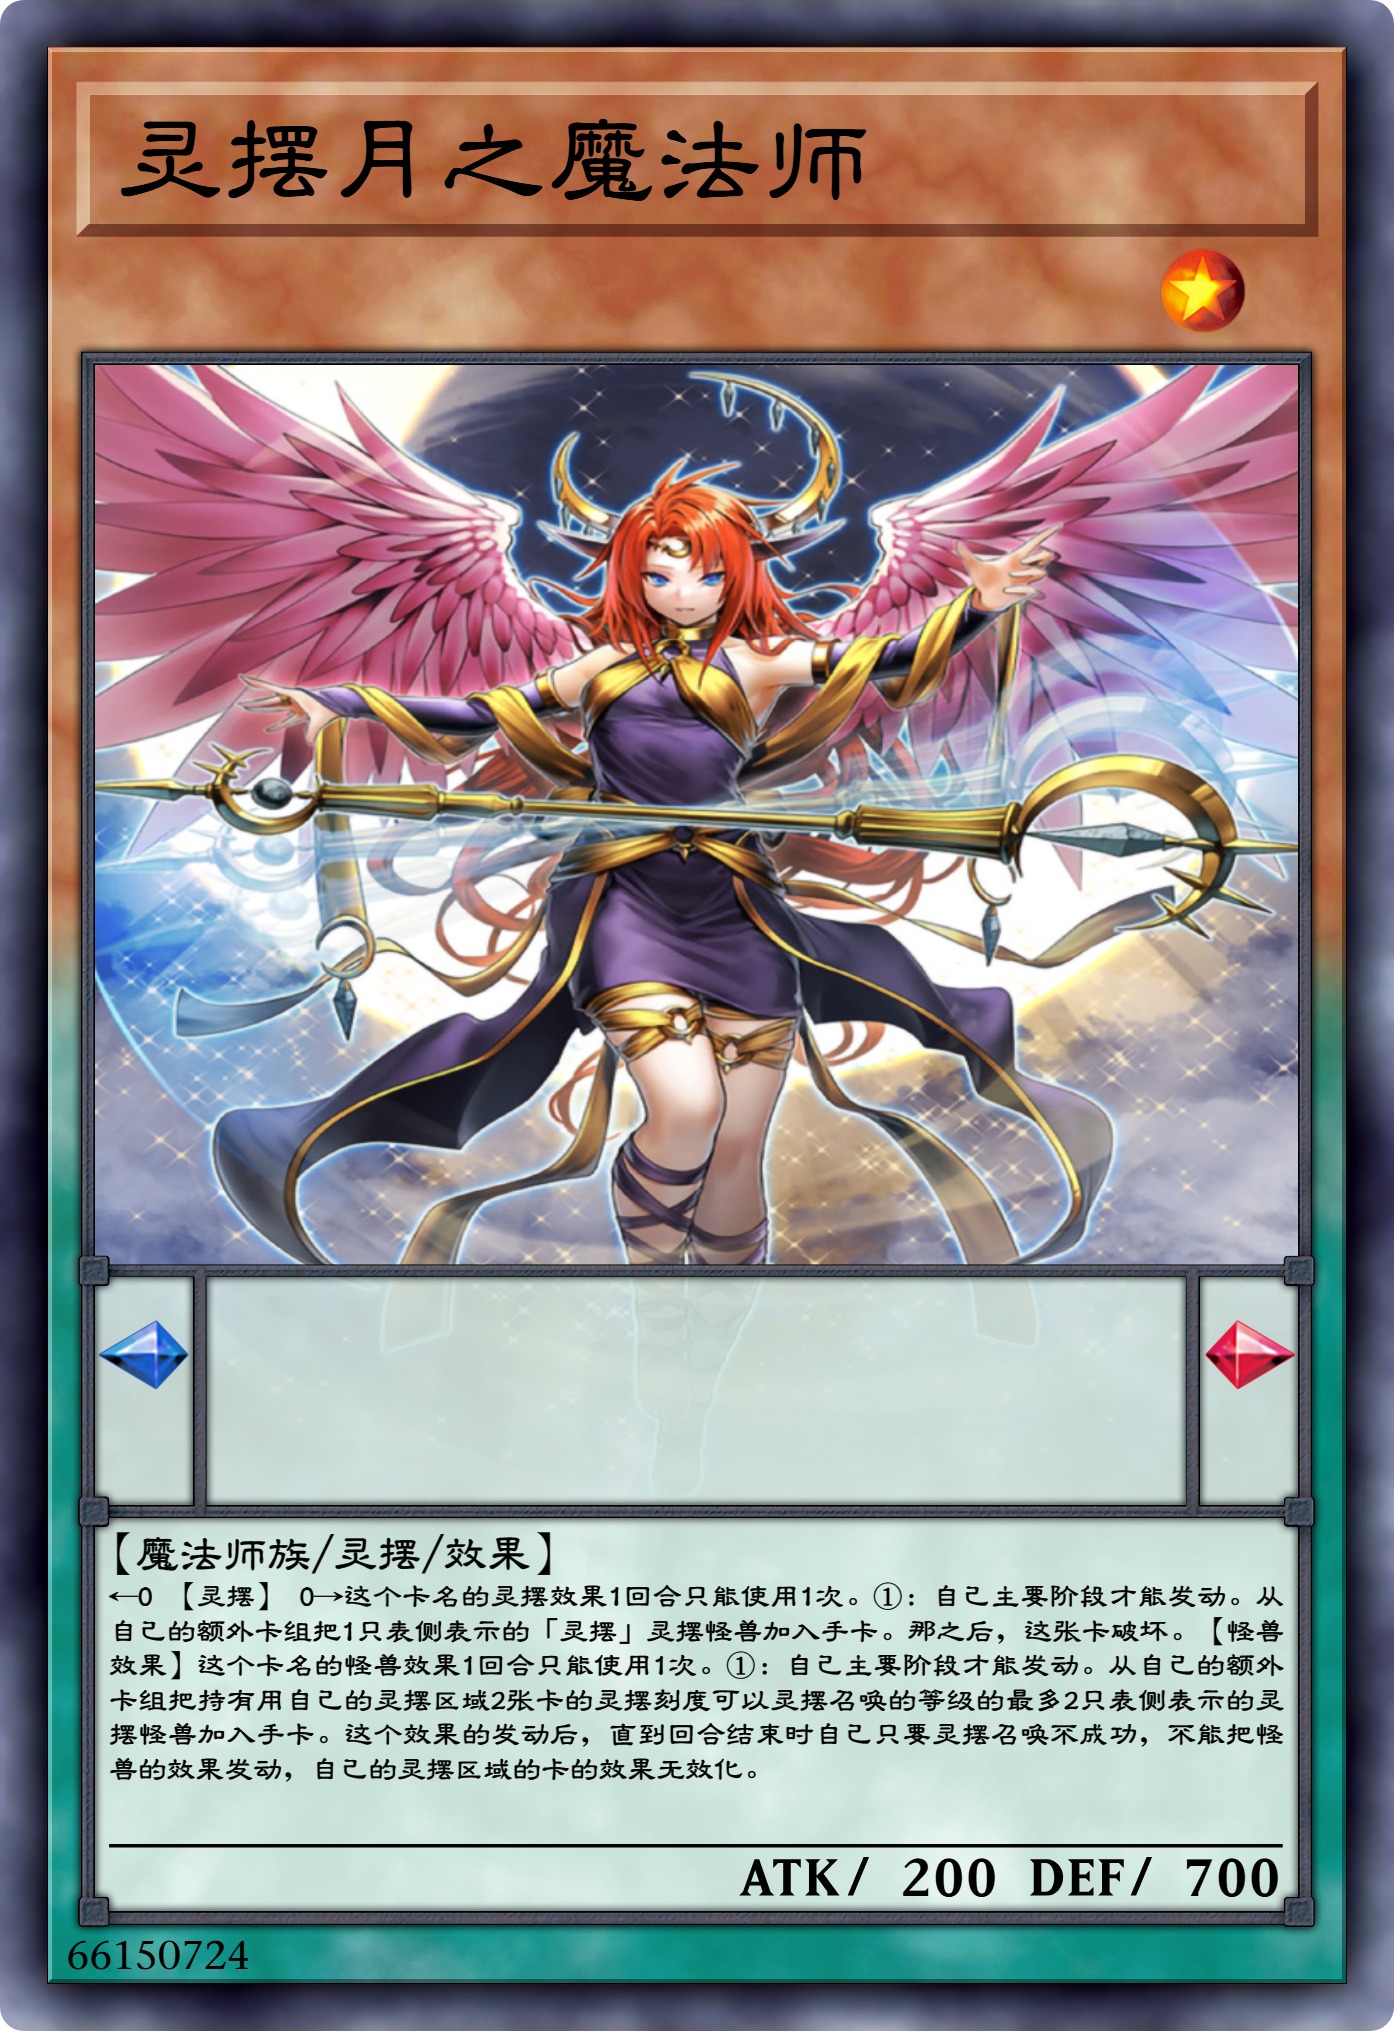 灵摆月之魔法师
【魔法师族/灵摆/效果】
←0 【灵摆】 0→这个卡名的灵摆效果1回合只能使用1次。①：自己主要阶段才能发动。从
自己的额外卡组把1只表侧表示的「灵摆」灵摆怪兽加入手卡。那之后，这张卡破坏。【怪兽
效果】这个卡名的怪兽效果1回合只能使用1次。①：自己主要阶段才能发动。从自己的额外
卡组把持有用自己的灵摆区域2张卡的灵摆刻度可以灵摆召唤的等级的最多2只表侧表示的灵
摆怪兽加入手卡。这个效果的发动后，直到回合结束时自己只要灵摆召唤不成功，不能把怪
兽的效果发动，自己的灵摆区域的卡的效果无效化。
ATK/ 200 DEF/ 700
66150724